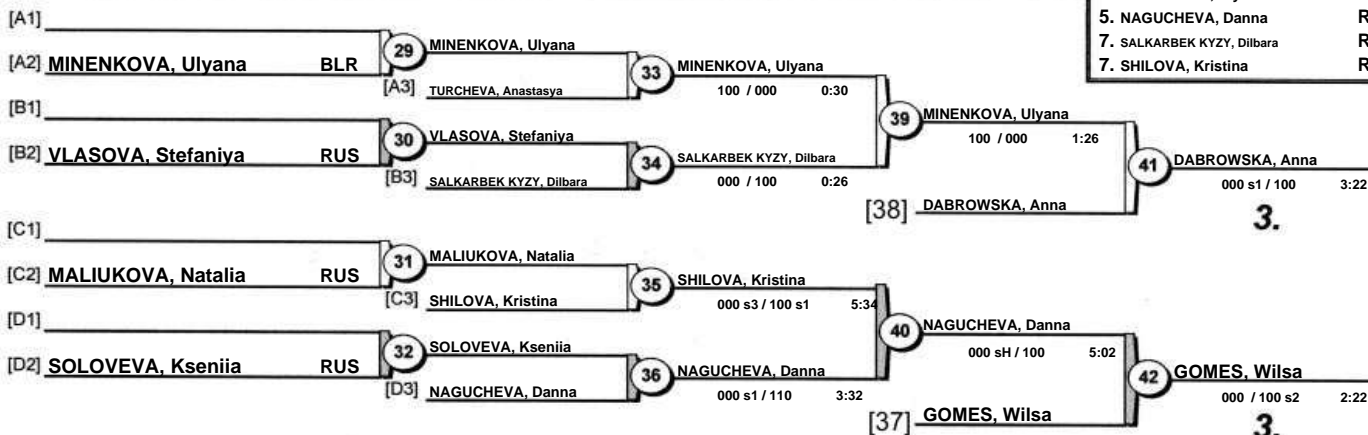 5. NAGUCHEVA, Danna R
7. SALKARBEK KYZY, Dilbara R
7. SHILOVA, Kristina R
[A1]
[A2] MINENKOVA, Ulyana BLR
29
MINENKOVA, Ulyana
[A3] TURCHEVA, Anastasya
33
MINENKOVA, Ulyana
100 / 000 0:30
[B1]
[B2] VLASOVA, Stefaniya RUS
30
VLASOVA, Stefaniya
[B3] SALKARBEK KYZY, Dilbara
34
SALKARBEK KYZY, Dilbara
000 / 100 0:26
39
MINENKOVA, Ulyana
100 / 000 1:26
[38] DABROWSKA, Anna
41
DABROWSKA, Anna
000 s1 / 100 3:22
3.
[C1]
[C2] MALIUKOVA, Natalia RUS
31
MALIUKOVA, Natalia
[C3] SHILOVA, Kristina
35
SHILOVA, Kristina
000 s3 / 100 s1 5:34
[D1]
[D2] SOLOVEVA, Kseniia RUS
32
SOLOVEVA, Kseniia
[D3] NAGUCHEVA, Danna
36
NAGUCHEVA, Danna
000 s1 / 110 3:32
40
NAGUCHEVA, Danna
000 sH / 100 5:02
[37] GOMES, Wilsa
42
GOMES, Wilsa
000 / 100 s2 2:22
3.